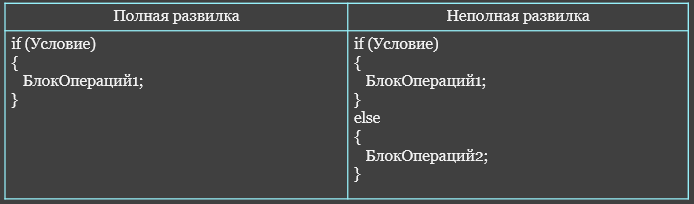 Полная развилка
Неполная развилка
if (Условие)
{
БлокОпераций1;
}
if (Условие)
{
БлокОпераций1;
}
else
{
БлокОпераций2;
}